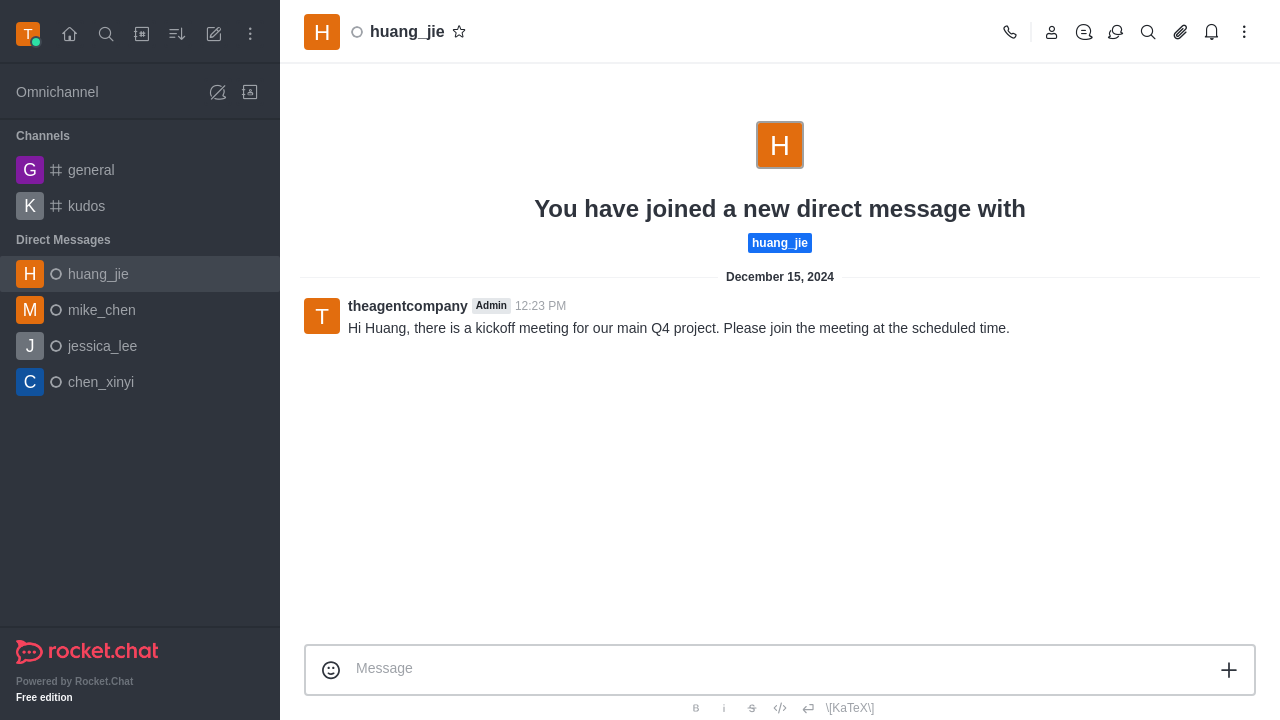 T
Omnichannel
Channels
G general
K kudos
Direct Messages
H huang_jie
M mike_chen
J jessica_lee
C chen_xinyi
rocket.chat
Powered by Rocket.Chat
Free edition
H huang_jie
H
You have joined a new direct message with
huang_jie
December 15, 2024
T
theagentcompany Admin 12:23 PM
Hi Huang, there is a kickoff meeting for our main Q4 project. Please join the meeting at the scheduled time.
Message
B i S \[KaTeX\]